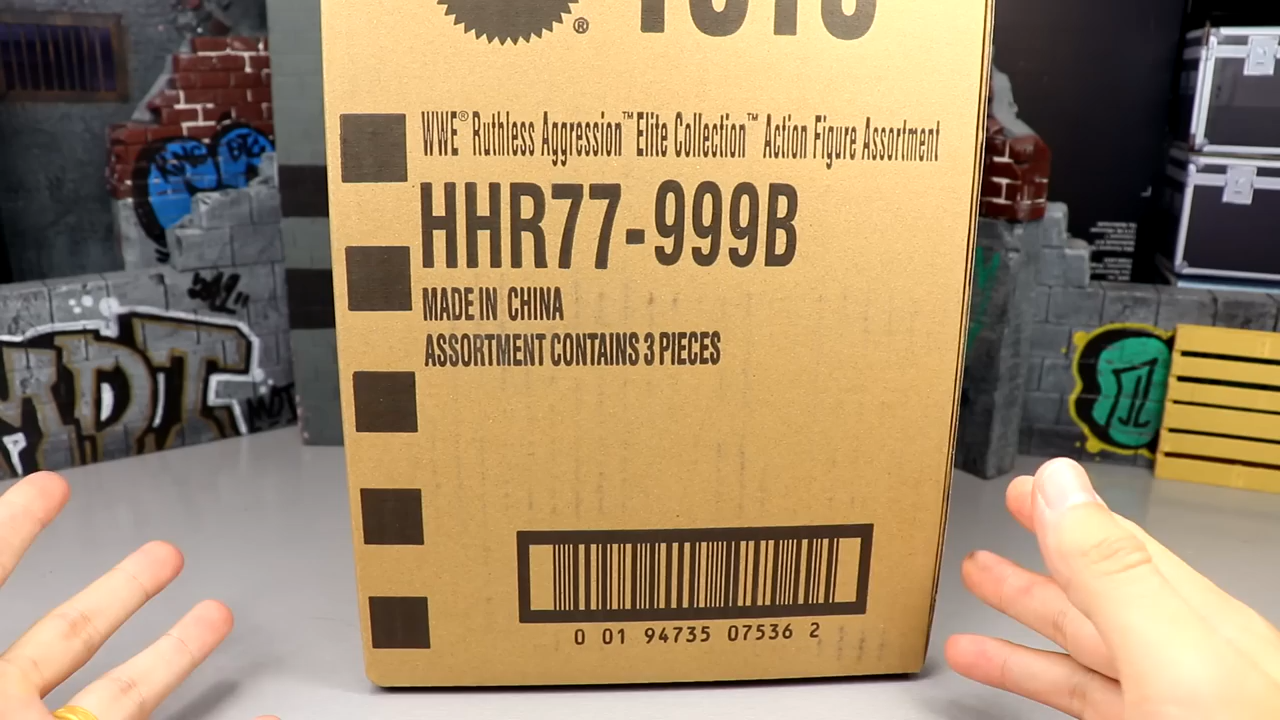 ®
WWE® Ruthless Aggression™ Elite Collection™ Action Figure Assortment
HHR77-999B
MADE IN CHINA
ASSORTMENT CONTAINS 3 PIECES
0 01 94735 07536 2
MDT